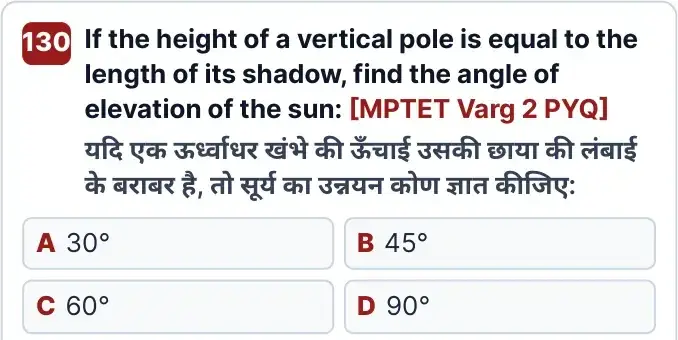 130 If the height of a vertical pole is equal to the
length of its shadow, find the angle of
elevation of the sun: [MPTET Varg 2 PYQ]
यदि एक ऊर्ध्वाधर खंभे की ऊँचाई उसकी छाया की लंबाई
के बराबर है, तो सूर्य का उन्नयन कोण ज्ञात कीजिए:
A 30° B 45°
C 60° D 90°